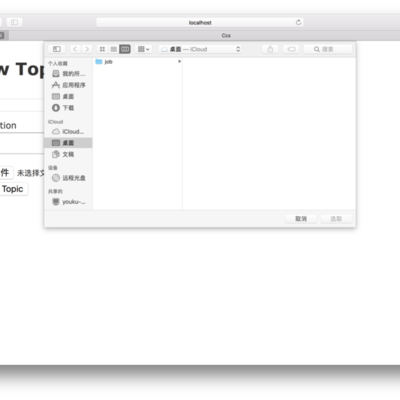 localhost
Cca
w Top
桌面 — iCloud
搜索
个人收藏
我的所...
应用程序
桌面
下载
iCloud
iCloud...
桌面
文稿
设备
远程光盘
共享的
youku-...
job
tion
件 未选择文
Topic
取消
选取